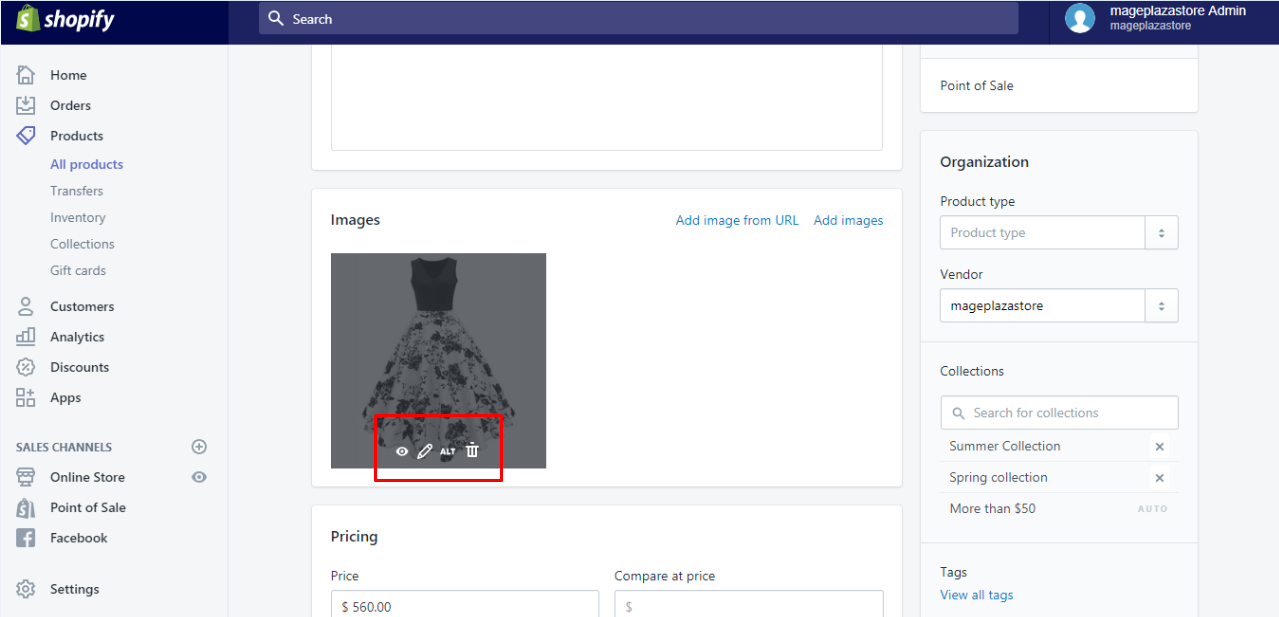 shopify
Search
mageplazastore Admin
mageplazastore
Home
Orders
Products
All products
Transfers
Inventory
Collections
Gift cards
Customers
Analytics
Discounts
Apps
SALES CHANNELS
Online Store
Point of Sale
Facebook
Settings
Images
Add image from URL
Add images
ALT
Pricing
Price
Compare at price
$ 560.00
$
Point of Sale
Organization
Product type
Product type
Vendor
mageplazastore
Collections
Search for collections
Summer Collection
Spring collection
More than $50
AUTO
Tags
View all tags